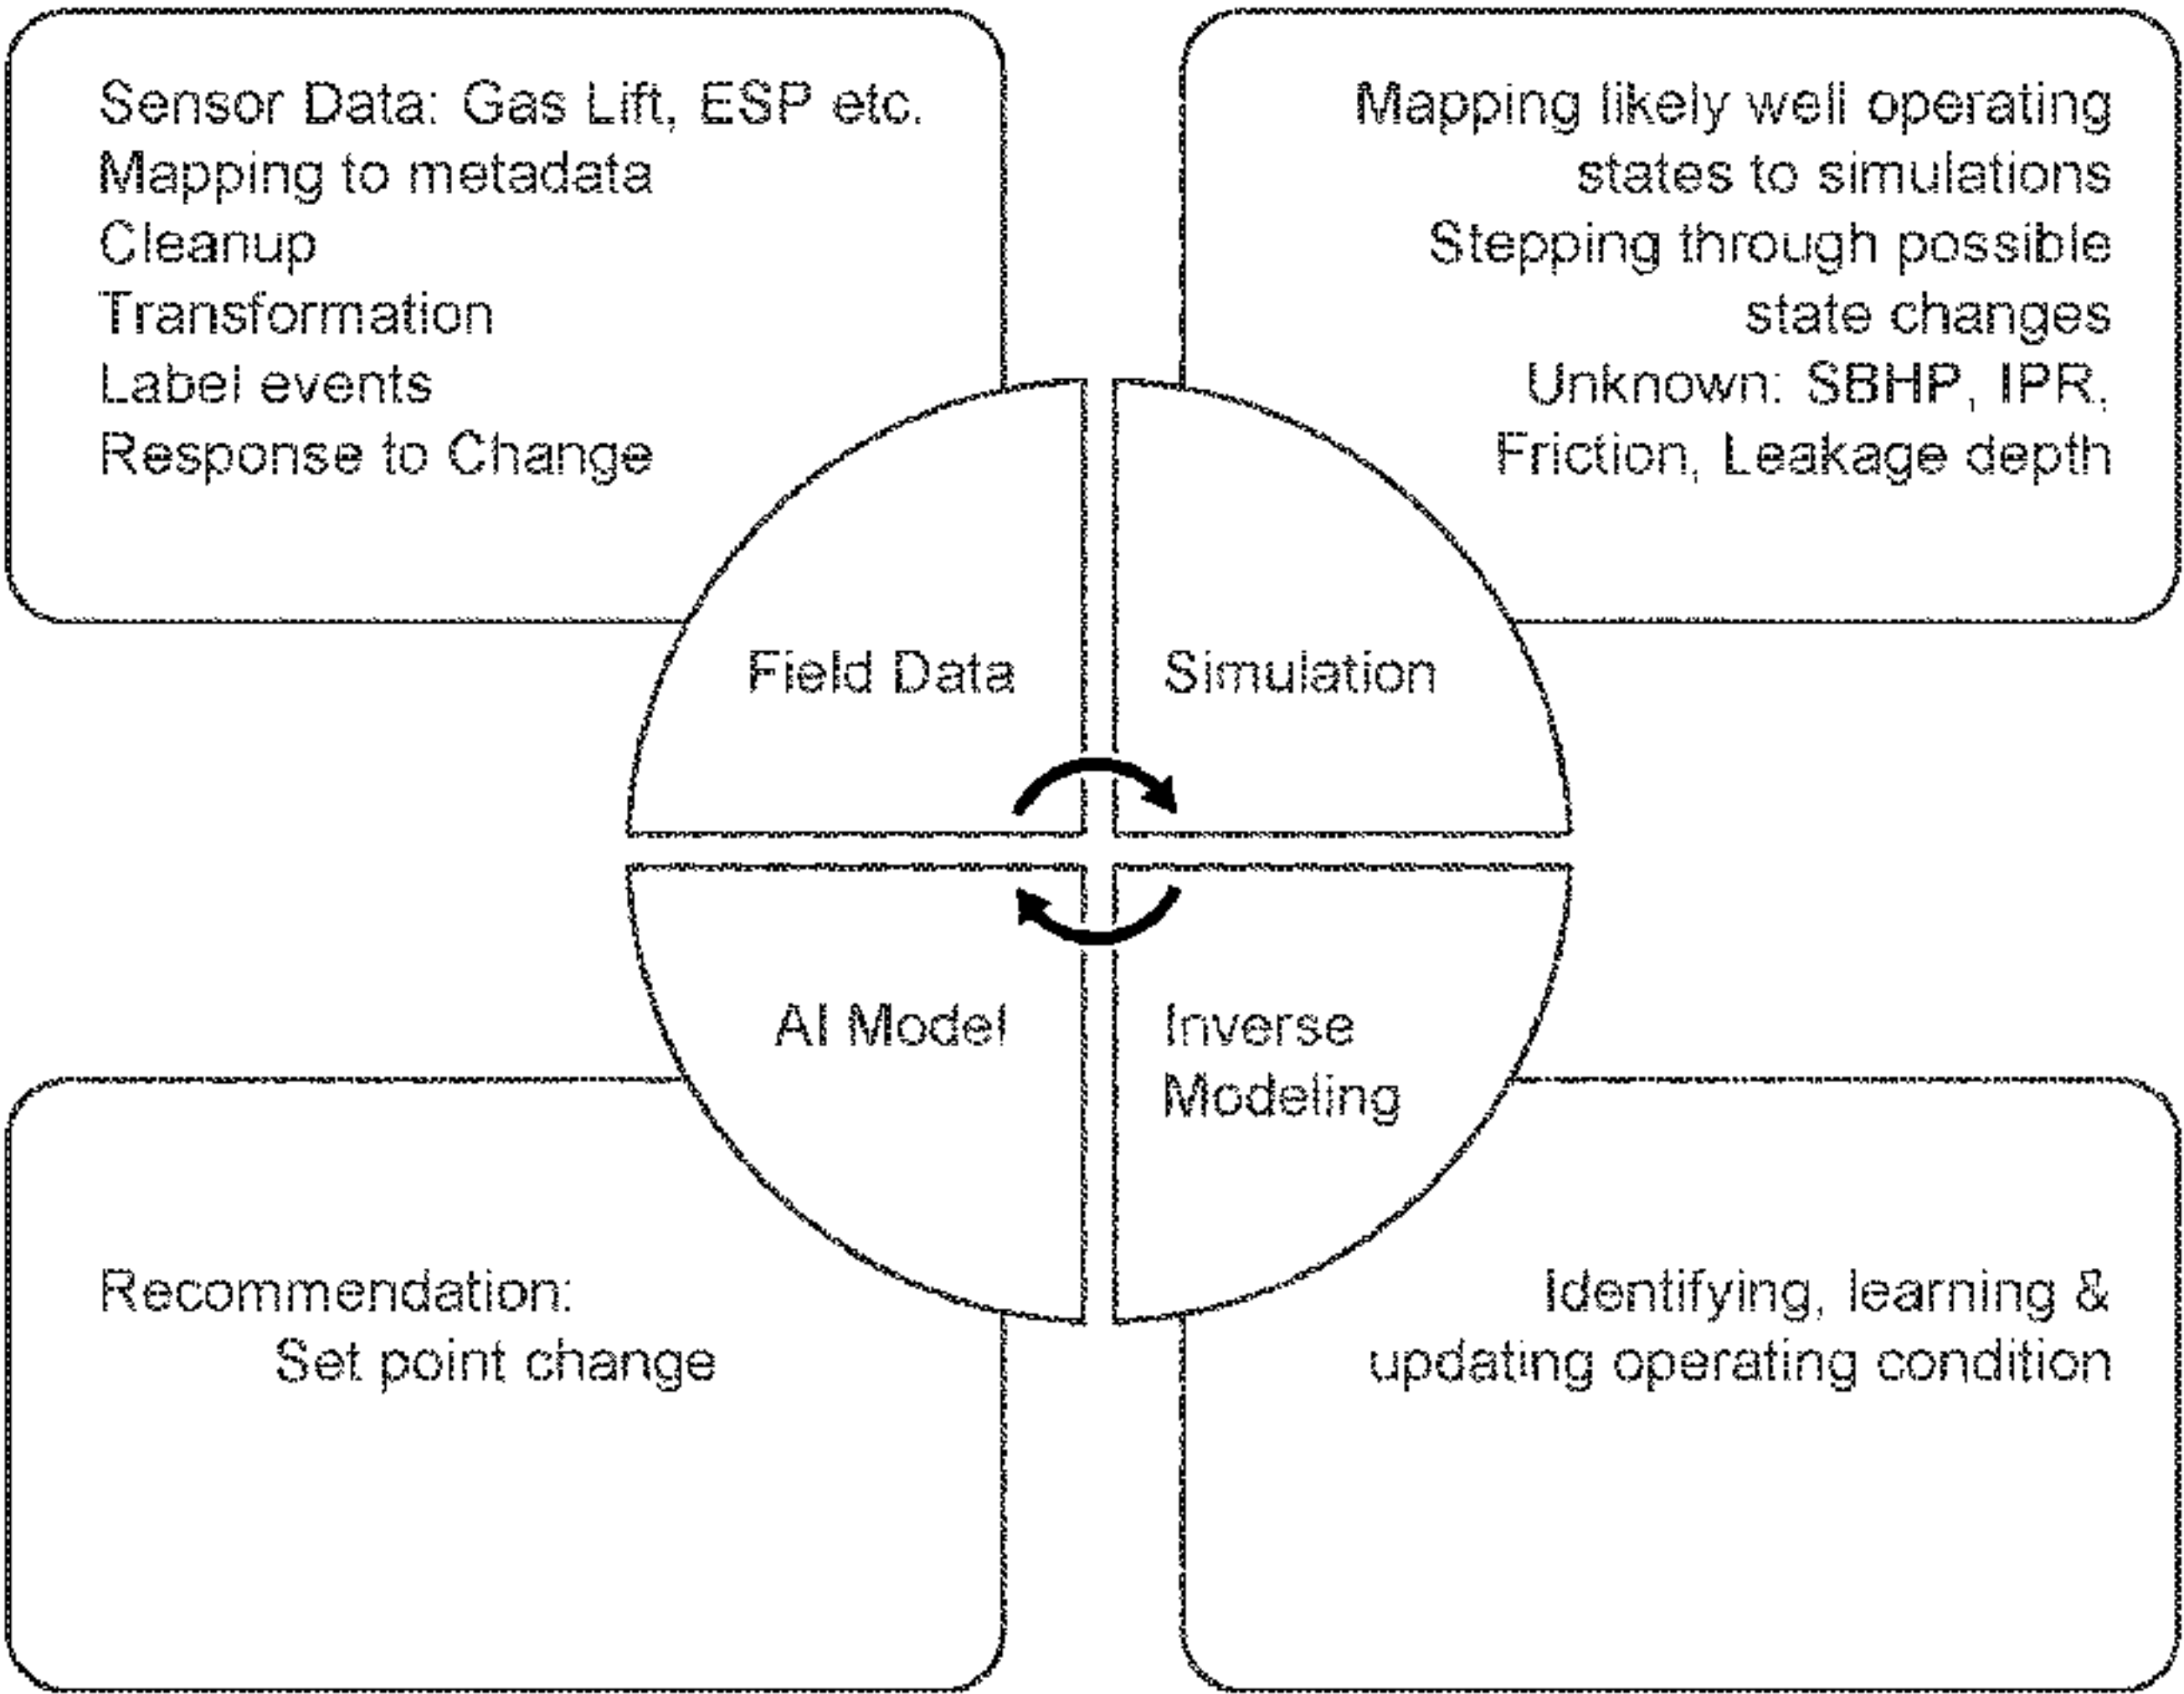 Sensor Data: Gas Lift, ESP etc.
Mapping to metadata
Cleanup
Transformation
Label events
Response to Change
Mapping likely well operating
states to simulations
Stepping through possible
state changes
Unknown: SBHP, IPR,
Friction, Leakage depth
Field Data
Simulation
AI Model
Inverse
Modeling
Recommendation:
Set point change
Identifying, learning &
updating operating condition